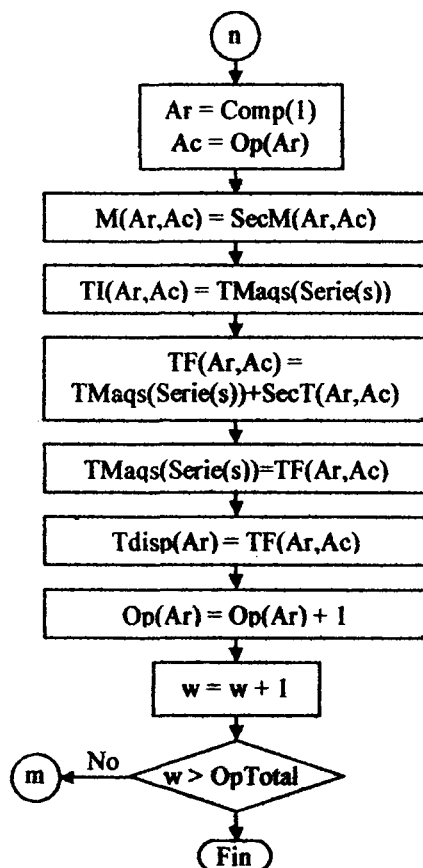 n
Ar = Comp(1)
Ac = Op(Ar)
M(Ar,Ac) = SecM(Ar,Ac)
TI(Ar,Ac) = TMaqs(Serie(s))
TF(Ar,Ac) =
TMaqs(Serie(s))+SecT(Ar,Ac)
TMaqs(Serie(s))=TF(Ar,Ac)
Tdisp(Ar) = TF(Ar,Ac)
Op(Ar) = Op(Ar) + 1
w = w + 1
No
m
w > OpTotal
Fin